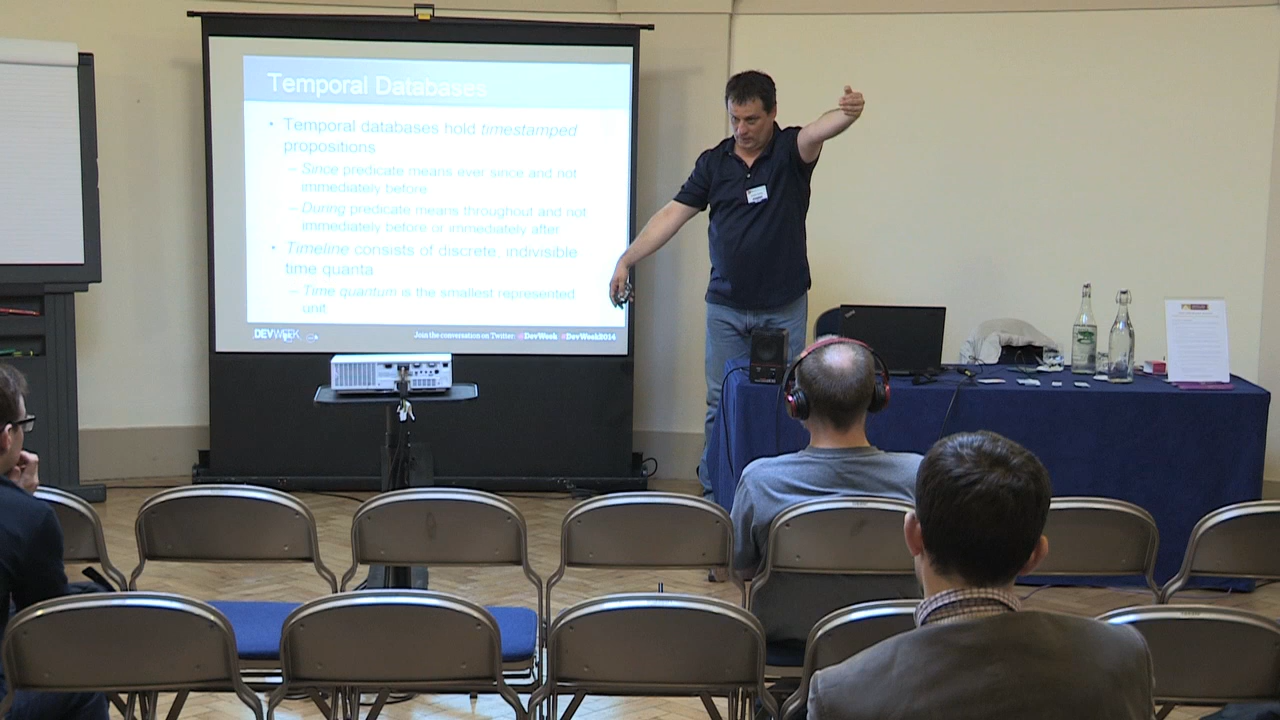 Temporal Databases
• Temporal databases hold timestamped
propositions
– Since predicate means ever since and not
immediately before
– During predicate means throughout and not
immediately before or immediately after
• Timeline consists of discrete, indivisible
time quanta
– Time quantum is the smallest represented
unit
DEVWEEK
Join the conversation on Twitter: @DevWeek #DevWeek2014